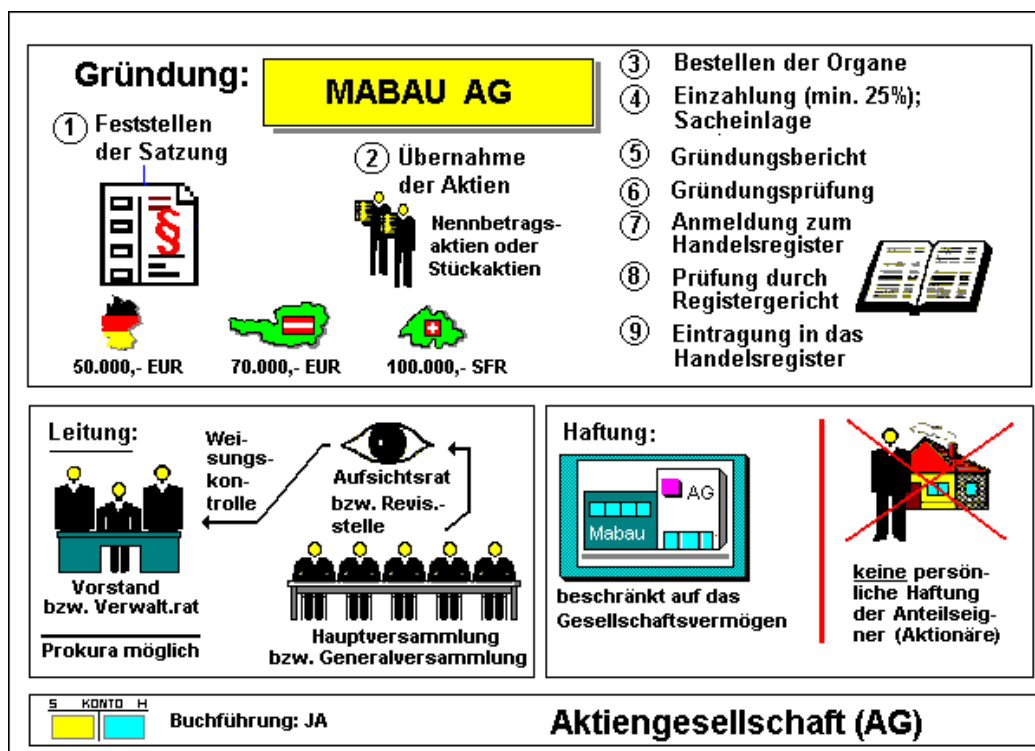 Gründung:
MABAU AG
1 Feststellen
der Satzung
§
2 Übernahme
der Aktien
Nennbetrags-
aktien oder
Stückaktien
50.000,- EUR
70.000,- EUR
100.000,- SFR
3 Bestellen der Organe
4 Einzahlung (min. 25%);
Sacheinlage
5 Gründungsbericht
6 Gründungsprüfung
7 Anmeldung zum
Handelsregister
8 Prüfung durch
Registergericht
9 Eintragung in das
Handelsregister
Leitung:
Wei-
sungs-
kon-
trolle
Aufsichtsrat
bzw. Revis.-
stelle
Vorstand
bzw. Verwalt.rat
Prokura möglich
Hauptversammlung
bzw. Generalversammlung
Haftung:
AG
Mabau
beschränkt auf das
Gesellschaftsvermögen
keine persön-
liche Haftung
der Anteilseig-
ner (Aktionäre)
S KONTO H
Buchführung: JA
Aktiengesellschaft (AG)